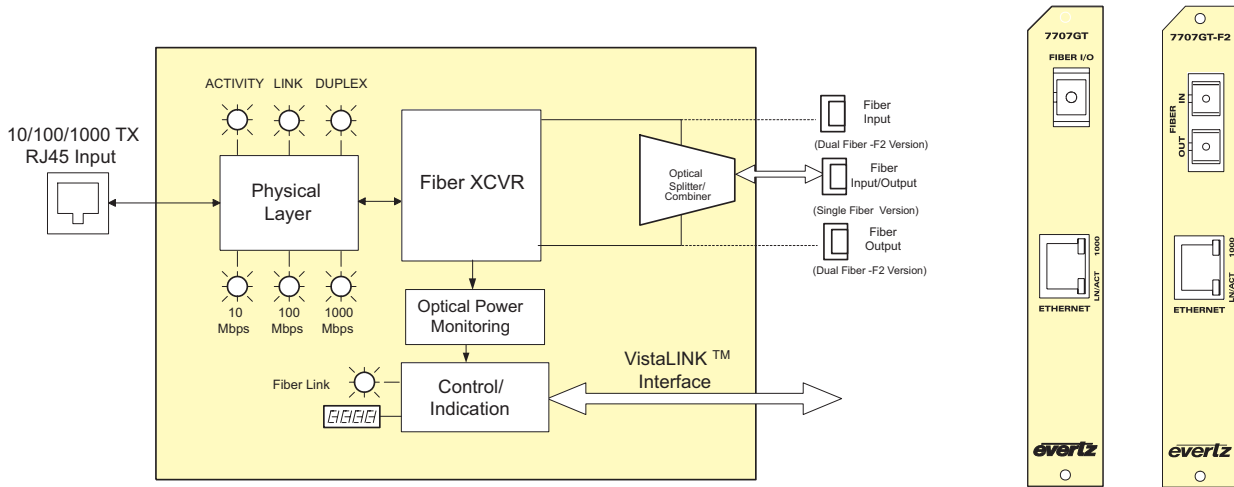 ACTIVITY LINK DUPLEX
10/100/1000 TX
RJ45 Input
Physical
Layer
Fiber XCVR
Optical
Splitter/
Combiner
Fiber
Input
(Dual Fiber -F2 Version)
Fiber
Input/Output
(Single Fiber Version)
Fiber
Output
(Dual Fiber -F2 Version)
10
Mbps
100
Mbps
1000
Mbps
Optical Power
Monitoring
Fiber Link
Control/
Indication
VistaLINK TM
Interface
7707GT
FIBER I/O
LN/ACT 1000
ETHERNET
evertz
7707GT-F2
FIBER
IN
OUT
LN/ACT 1000
ETHERNET
evertz